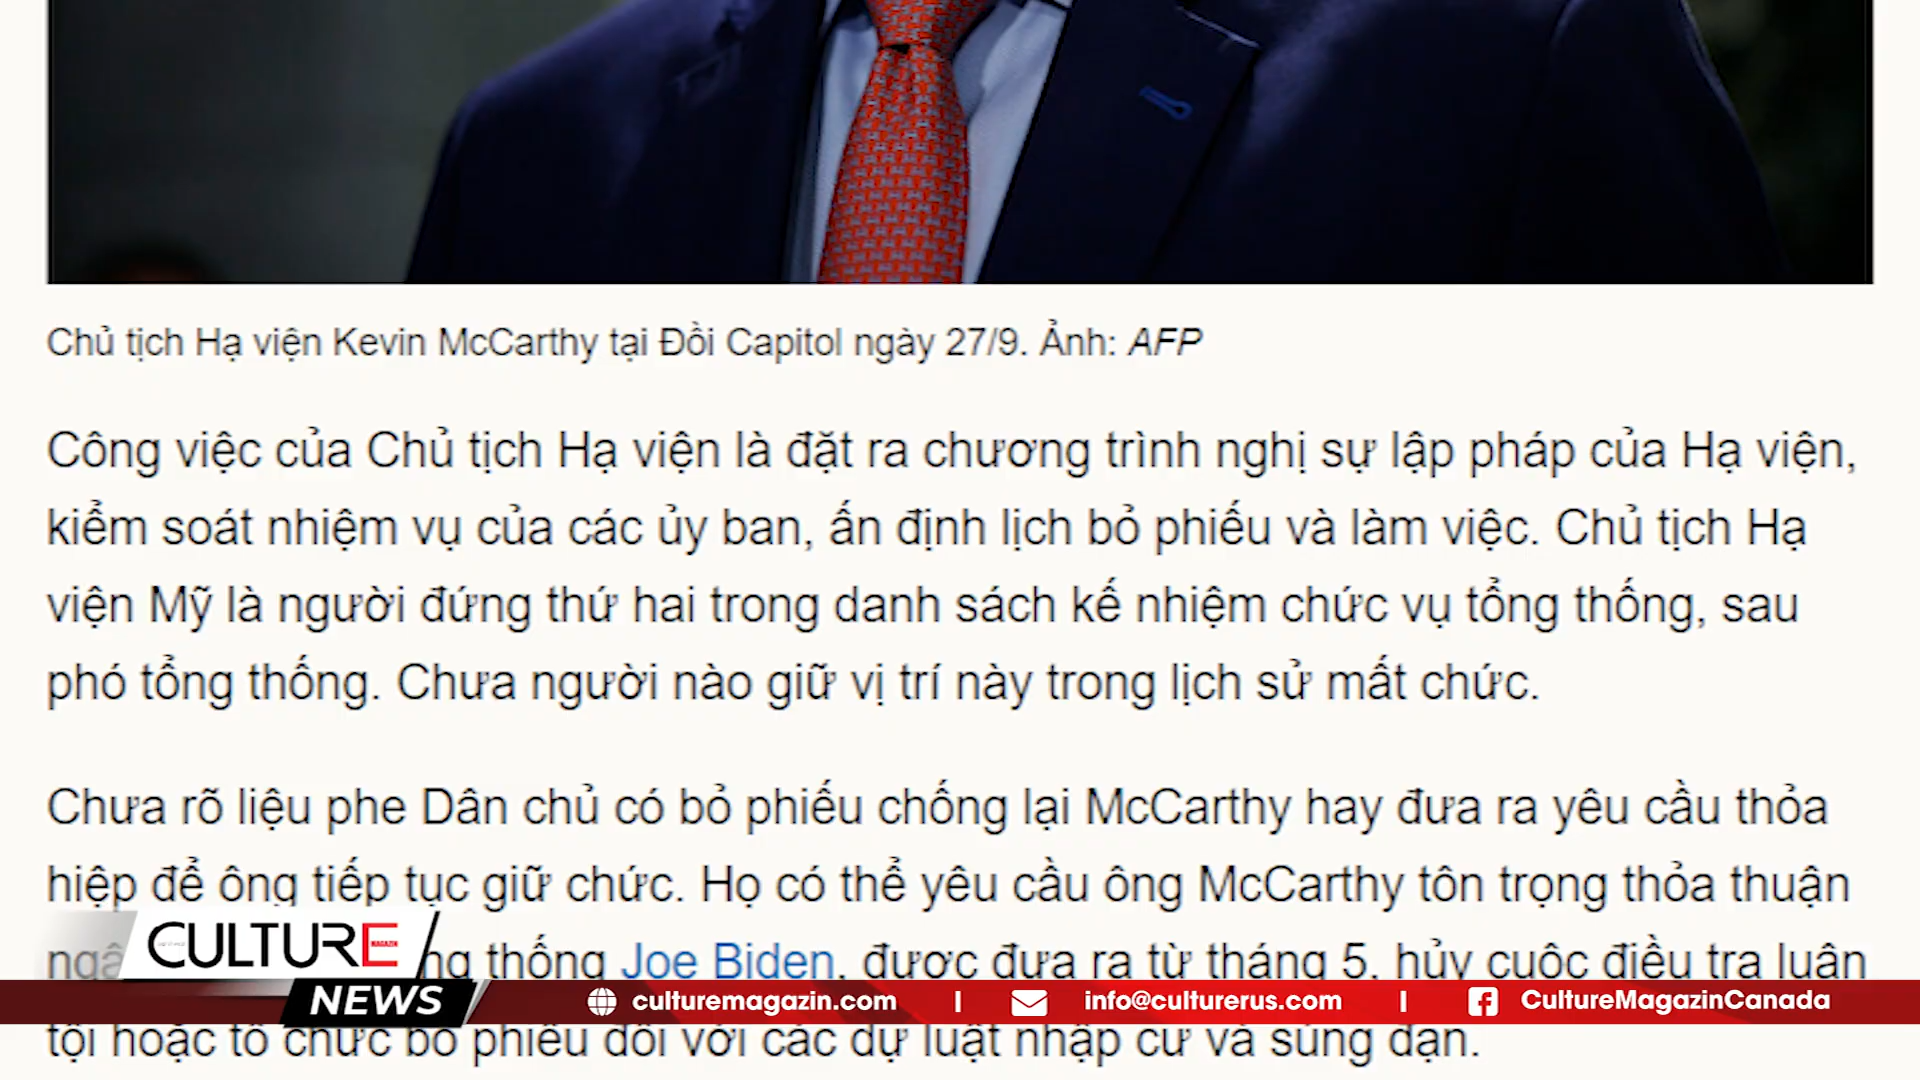 Chủ tịch Hạ viện Kevin McCarthy tại Đồi Capitol ngày 27/9. Ảnh: AFP
Công việc của Chủ tịch Hạ viện là đặt ra chương trình nghị sự lập pháp của Hạ viện,
kiểm soát nhiệm vụ của các ủy ban, ấn định lịch bỏ phiếu và làm việc. Chủ tịch Hạ
viện Mỹ là người đứng thứ hai trong danh sách kế nhiệm chức vụ tổng thống, sau
phó tổng thống. Chưa người nào giữ vị trí này trong lịch sử mất chức.
Chưa rõ liệu phe Dân chủ có bỏ phiếu chống lại McCarthy hay đưa ra yêu cầu thỏa
hiệp để ông tiếp tục giữ chức. Họ có thể yêu cầu ông McCarthy tôn trọng thỏa thuận
thống Joe Biden, được đưa ra từ tháng 5, hủy cuộc điều tra luận
tội hoặc tổ chức bỏ phiếu đối với các dự luật nhập cư và súng đạn.
CULTURE
MAGAZIN
NEWS
culturemagazin.com | info@culturerus.com | CultureMagazinCanada